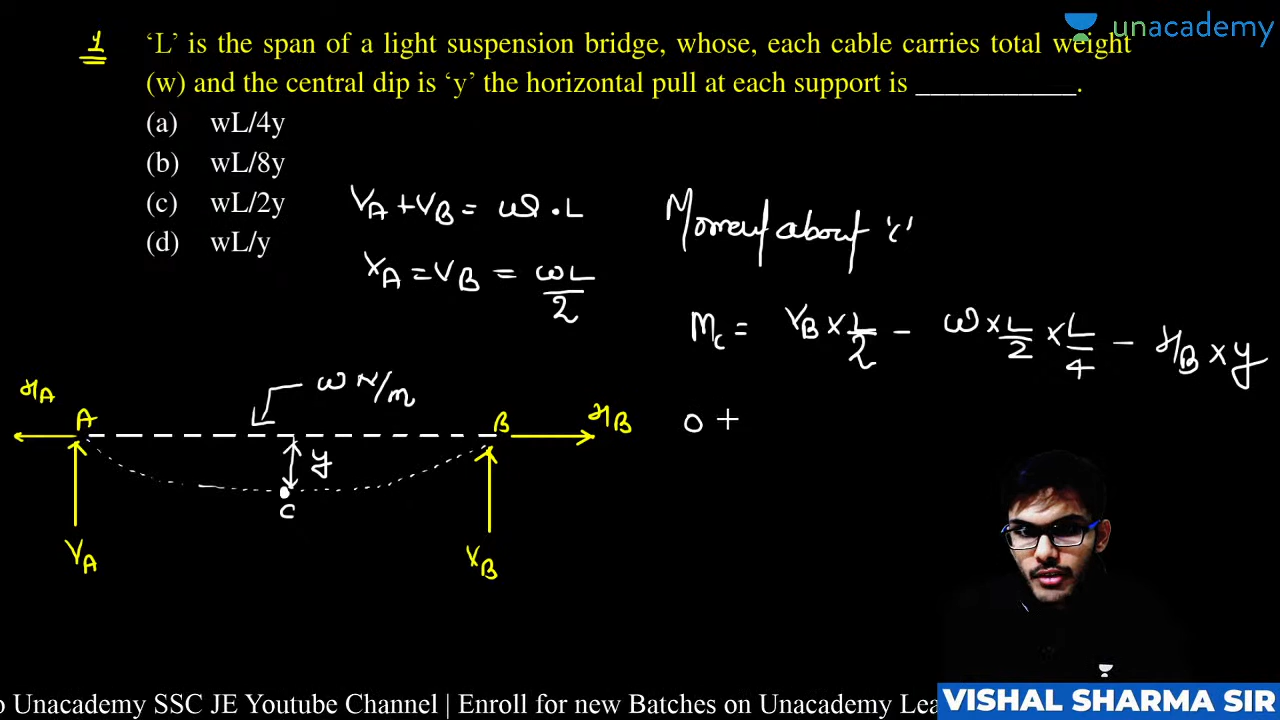 unacademy
1 'L' is the span of a light suspension bridge, whose, each cable carries total weight
(w) and the central dip is 'y' the horizontal pull at each support is ___________.
(a) wL/4y
(b) wL/8y
(c) wL/2y
(d) wL/y
VA + VB = ω . L
VA = VB = ωL/2
Moment about 'c'
Mc = VB × L/2 - ω × L/2 × L/4 - HB × y
0 +
ω N/m
HA
A
B
HB
y
C
VA
VB
Unacademy SSC JE Youtube Channel | Enroll for new Batches on Unacademy Lea
VISHAL SHARMA SIR